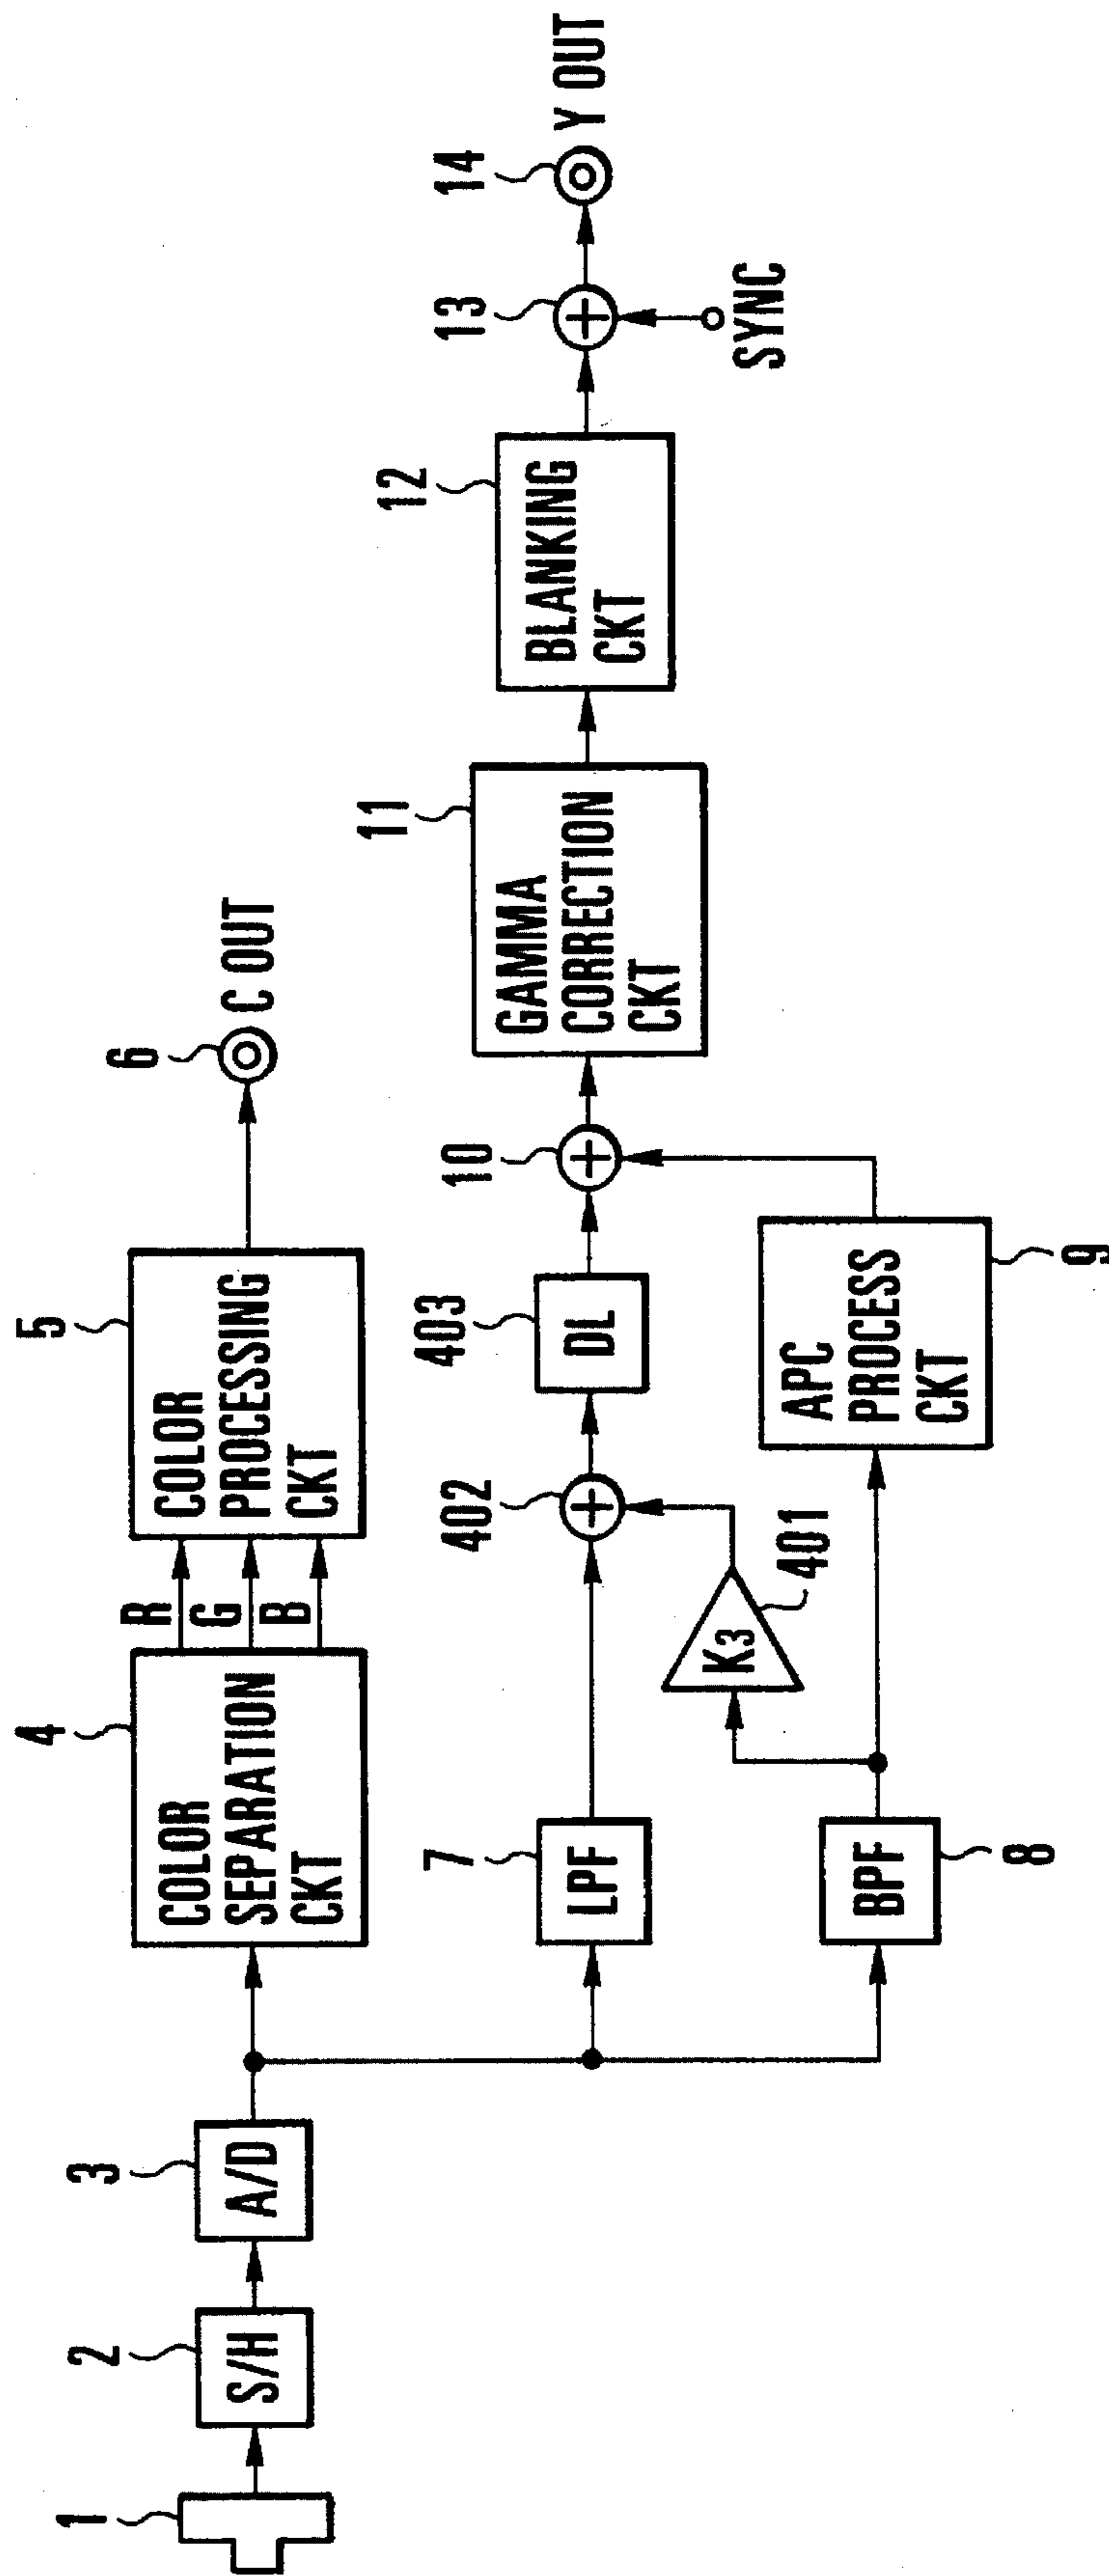 1
2
S/H
3
A/D
4
COLOR
SEPARATION
CKT
R
G
B
5
COLOR
PROCESSING
CKT
6
C OUT
7
LPF
8
BPF
K3
401
402
403
DL
APC
PROCESS
CKT
9
10
11
GAMMA
CORRECTION
CKT
12
BLANKING
CKT
13
SYNC
14
Y OUT